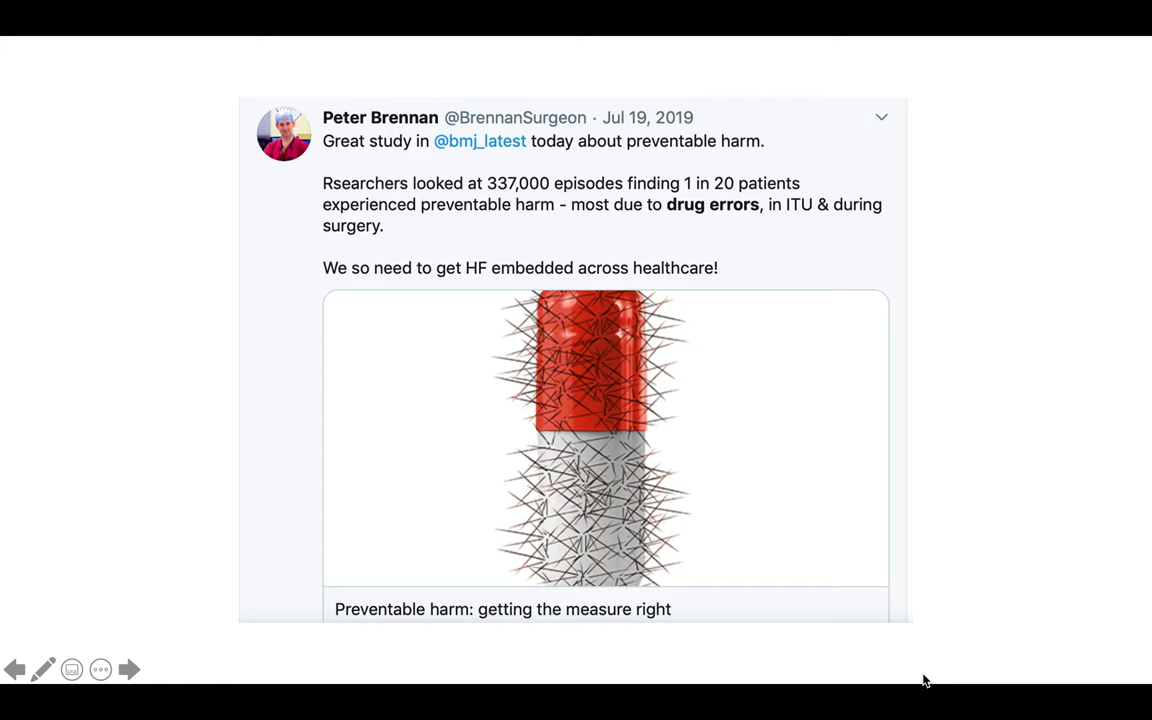 Peter Brennan @BrennanSurgeon · Jul 19, 2019
Great study in @bmj_latest today about preventable harm.
Rsearchers looked at 337,000 episodes finding 1 in 20 patients
experienced preventable harm - most due to drug errors, in ITU & during
surgery.
We so need to get HF embedded across healthcare!
Preventable harm: getting the measure right